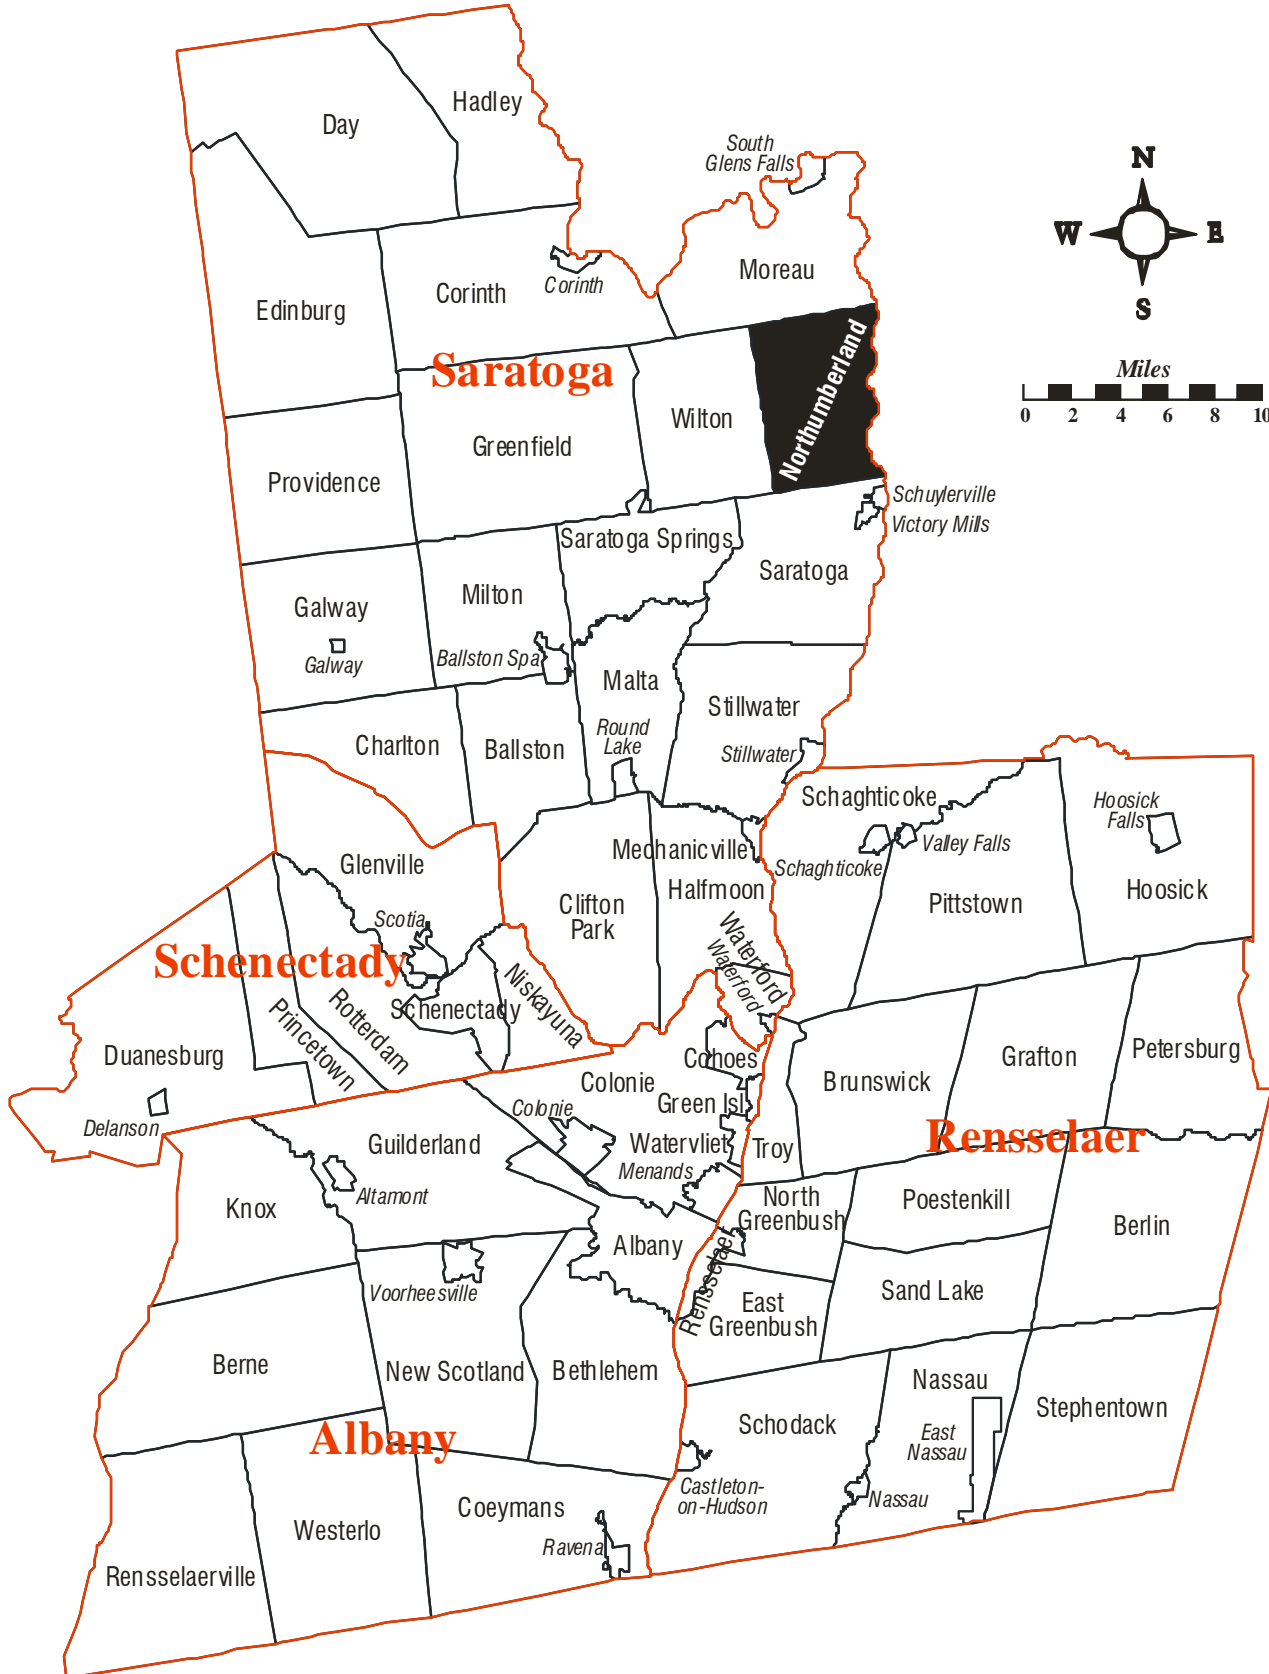 Hadley
Day
South
Glens Falls
N
W
E
S
Moreau
Corinth
Corinth
Edinburg
Northumberland
Saratoga
Miles
0 2 4 6 8 10
Wilton
Greenfield
Providence
Schuylerville
Victory Mills
Saratoga Springs
Saratoga
Milton
Galway
Galway
Ballston Spa
Malta
Stillwater
Round
Lake
Stillwater
Charlton
Ballston
Schaghticoke
Hoosick
Falls
Valley Falls
Schaghticoke
Mechanicville
Halfmoon
Glenville
Hoosick
Pittstown
Clifton
Park
Scotia
Waterford
Waterford
Schenectady
Niskayuna
Schenectady
Rotterdam
Princetown
Duanesburg
Cohoes
Colonie
Grafton
Petersburg
Brunswick
Green Isl
Colonie
Delanson
Rensselaer
Guilderland
Watervliet
Troy
Menands
Altamont
Knox
North
Greenbush
Poestenkill
Berlin
Albany
Rensselaer
Voorheesville
Sand Lake
East
Greenbush
Berne
New Scotland
Bethlehem
Nassau
Stephentown
Schodack
Albany
East
Nassau
Castleton-
on-Hudson
Nassau
Coeymans
Westerlo
Ravena
Rensselaerville